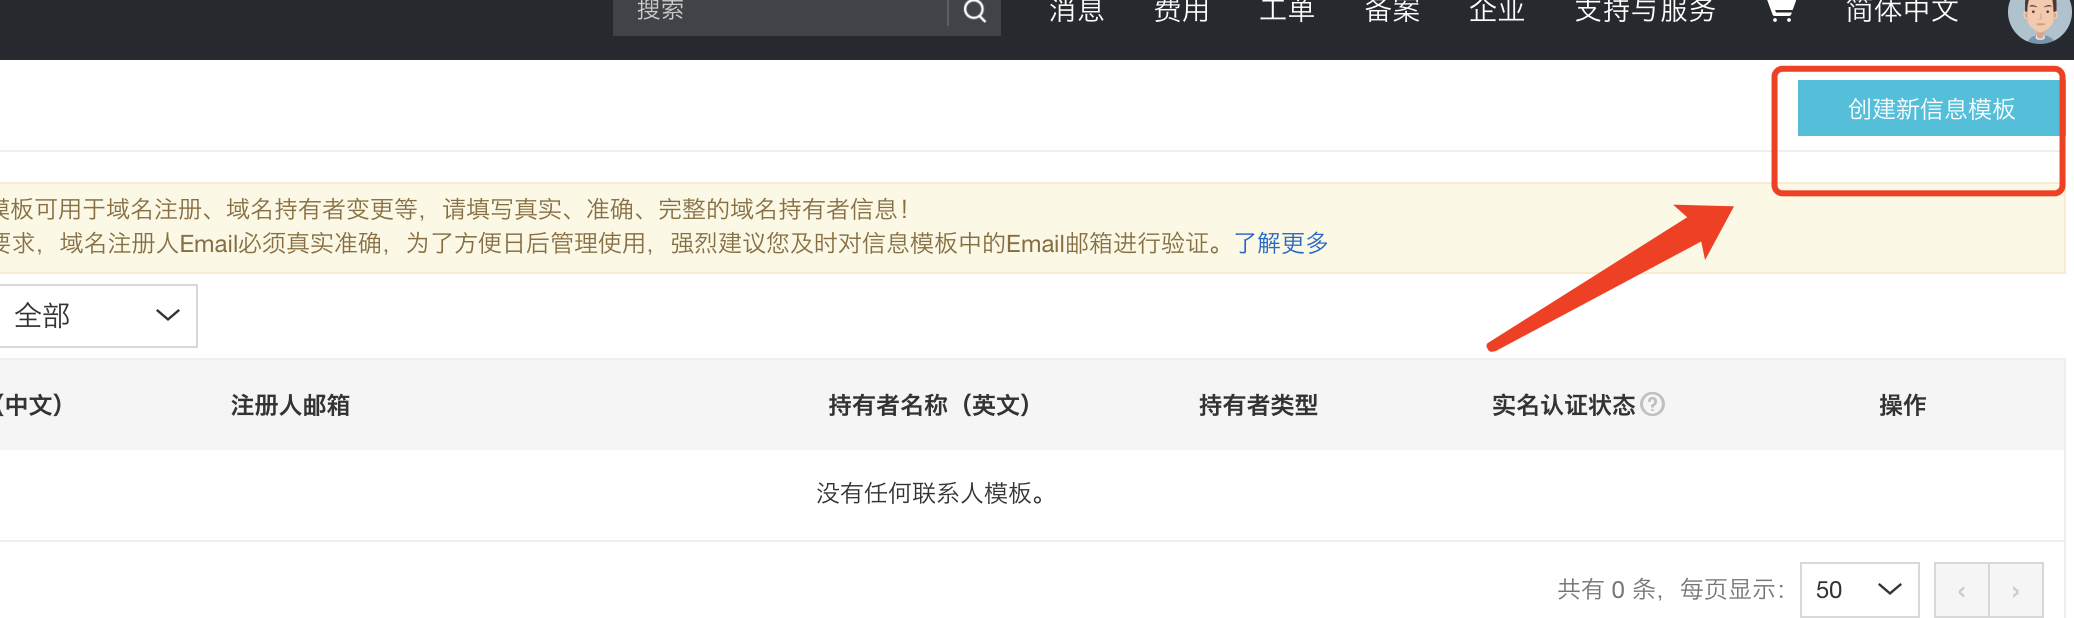 搜索 消息 费用 工单 备案 企业 支持与服务 简体中文
创建新信息模板
模板可用于域名注册、域名持有者变更等，请填写真实、准确、完整的域名持有者信息！
要求，域名注册人Email必须真实准确，为了方便日后管理使用，强烈建议您及时对信息模板中的Email邮箱进行验证。了解更多
全部
（中文） 注册人邮箱 持有者名称（英文） 持有者类型 实名认证状态 ? 操作
没有任何联系人模板。
共有 0 条，每页显示： 50 ‹ ›